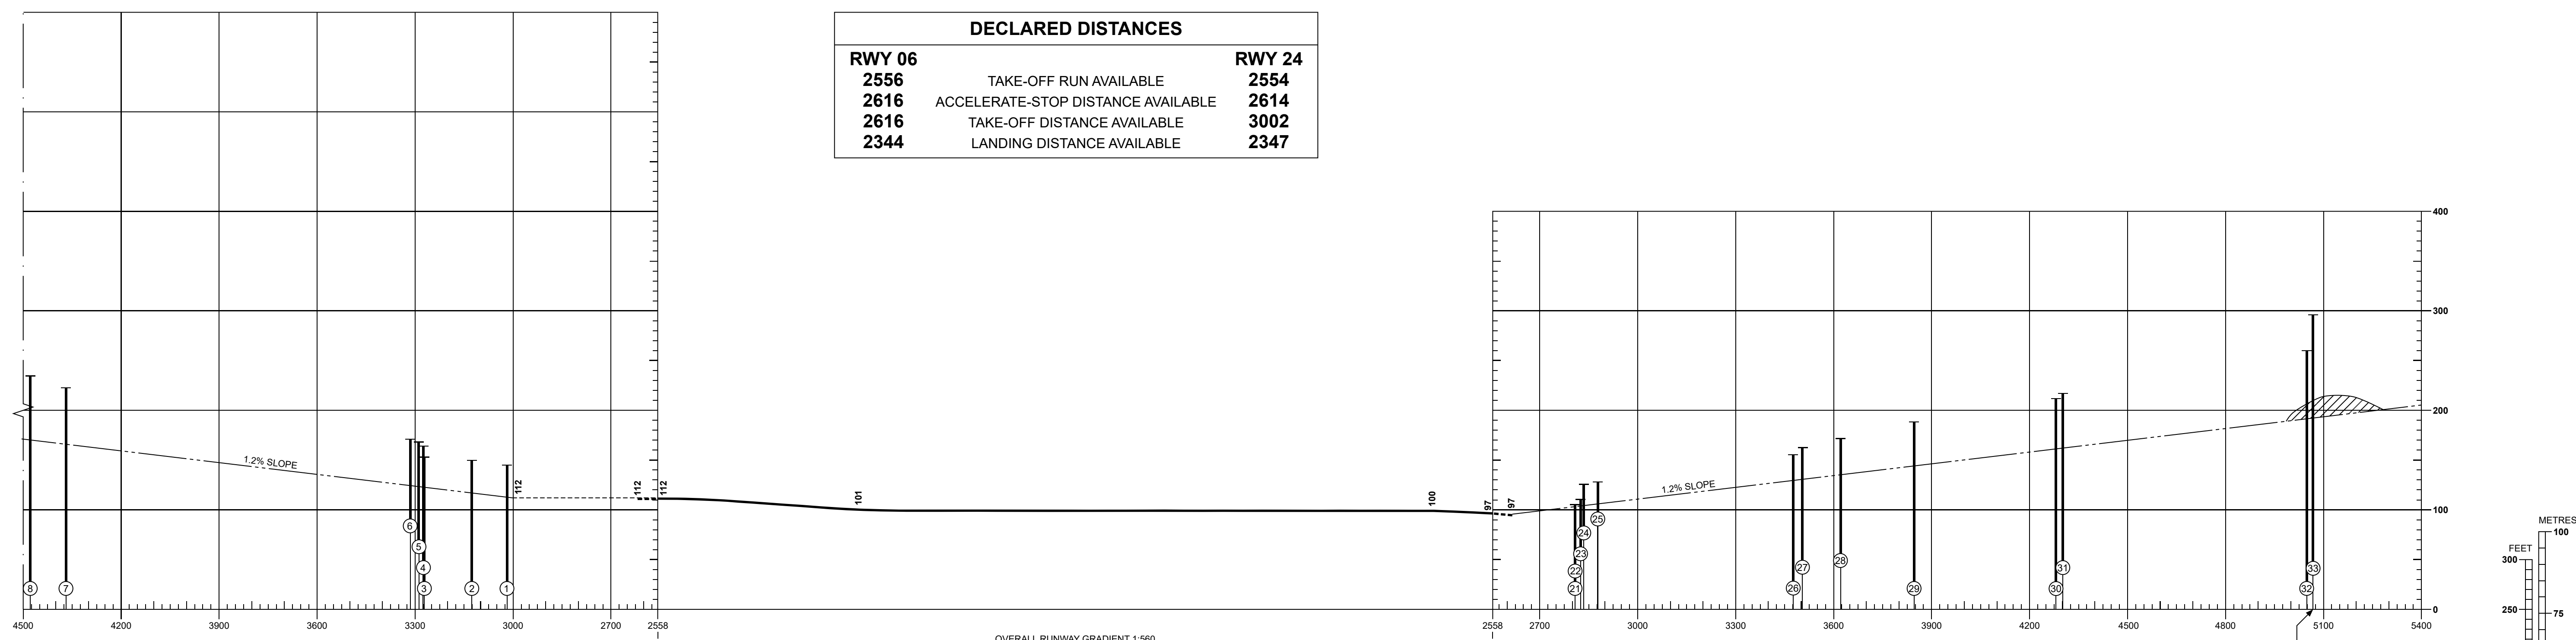 DECLARED DISTANCES
RWY 06 RWY 24
2556 TAKE-OFF RUN AVAILABLE 2554
2616 ACCELERATE-STOP DISTANCE AVAILABLE 2614
2616 TAKE-OFF DISTANCE AVAILABLE 3002
2344 LANDING DISTANCE AVAILABLE 2347
400
300
200
100
0
1.2% SLOPE
112
112
112
101
100
97
97
1.2% SLOPE
8 7 6 5 4 3 2 1
21 22 23 24 25 26 27 28 29 30 31 32 33
4500 4200 3900 3600 3300 3000 2700 2558
2558 2700 3000 3300 3600 3900 4200 4500 4800 5100 5400
OVERALL RUNWAY GRADIENT 1:560
METRES
100
FEET
300
250
75